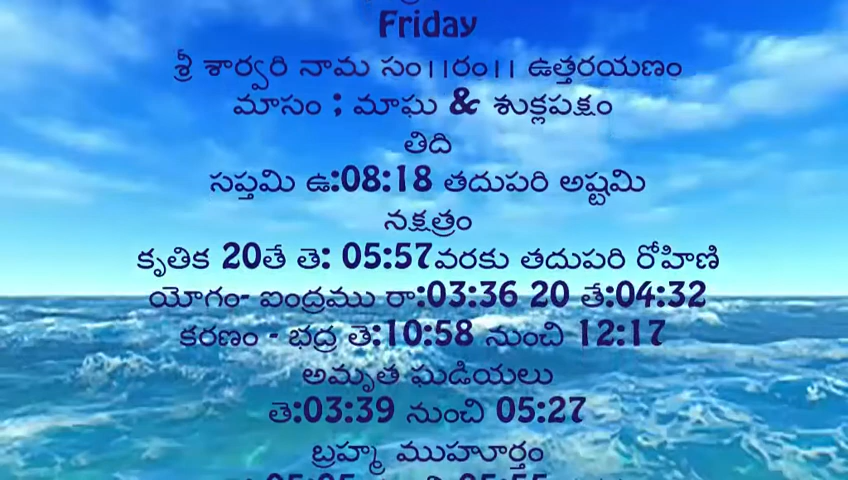 Friday
శ్రీ శార్వరి నామ సం।।రం।। ఉత్తరయణం
మాసం ; మాఘ & శుక్లపక్షం
తిది
సప్తమి ఉ:08:18 తదుపరి అష్టమి
నక్షత్రం
కృతిక 20తే తె: 05:57వరకు తదుపరి రోహిణి
యోగం- ఐంద్రము రా:03:36 20 తే:04:32
కరణం - భద్ర తె:10:58 నుంచి 12:17
అమృత ఘడియలు
తె:03:39 నుంచి 05:27
బ్రహ్మ ముహూర్తం